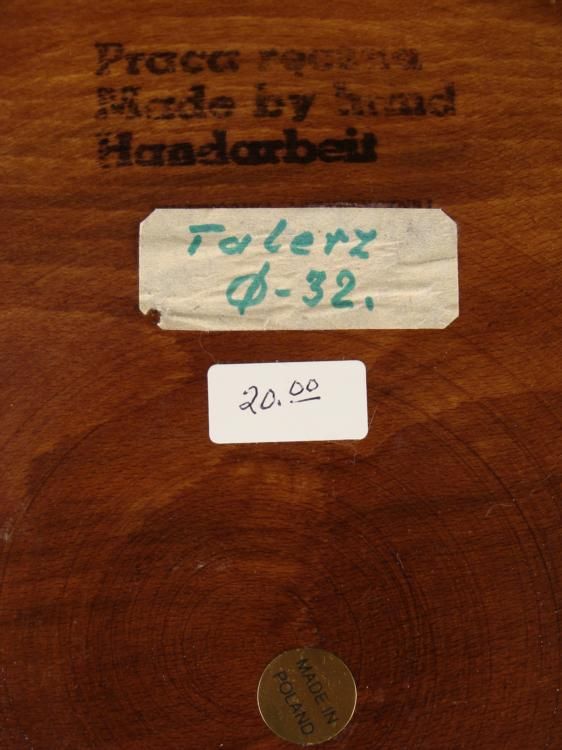 Praca ręczna
Made by hand
Handarbeit
Talerz
Ø-32.
20.00
MADE IN
POLAND